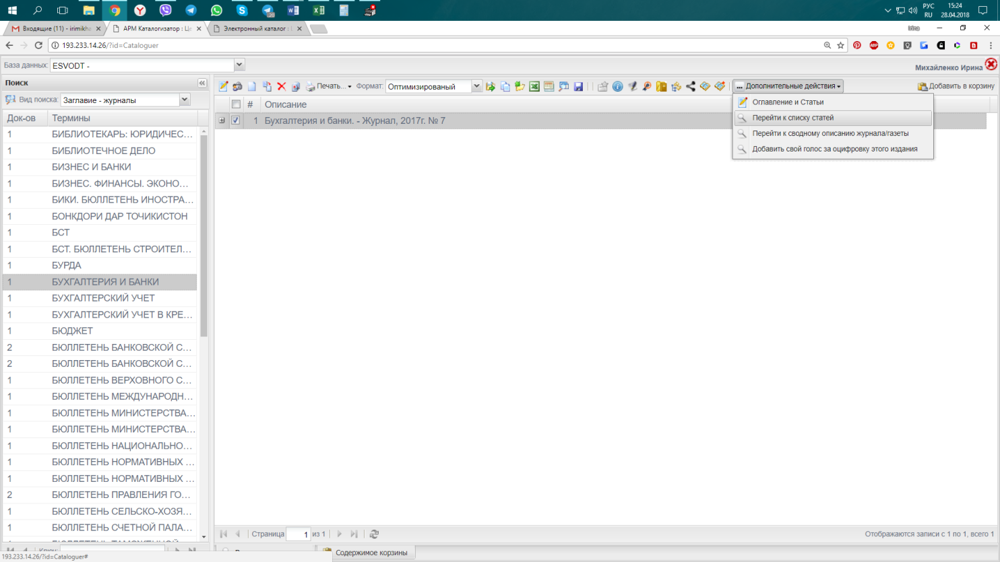 РУС
RU
15:24
28.04.2018
Входящие (11) - irimikha
АРМ Каталогизатор : Це
Электронный каталог :
Irina
193.233.14.26/?id=Cataloguer
База данных: ESVODT -
Михайленко Ирина
Поиск
Вид поиска: Заглавие - журналы
Печать... Формат: Оптимизированый
... Дополнительные действия
Добавить в корзину
Оглавление и Статьи
Перейти к списку статей
Перейти к сводному описанию журнала/газеты
Добавить свой голос за оцифровку этого издания
# Описание
1 Бухгалтерия и банки. - Журнал, 2017г. № 7
Док-ов Термины
1 БИБЛИОТЕКАРЬ: ЮРИДИЧЕС...
1 БИБЛИОТЕЧНОЕ ДЕЛО
1 БИЗНЕС И БАНКИ
1 БИЗНЕС. ФИНАНСЫ. ЭКОНО...
1 БИКИ. БЮЛЛЕТЕНЬ ИНОСТРА...
1 БОНКДОРИ ДАР ТОЧИКИСТОН
1 БСТ
1 БСТ. БЮЛЛЕТЕНЬ СТРОИТЕЛ...
1 БУРДА
1 БУХГАЛТЕРИЯ И БАНКИ
1 БУХГАЛТЕРСКИЙ УЧЕТ
1 БУХГАЛТЕРСКИЙ УЧЕТ В КРЕ...
1 БЮДЖЕТ
2 БЮЛЛЕТЕНЬ БАНКОВСКОЙ С...
2 БЮЛЛЕТЕНЬ БАНКОВСКОЙ С...
1 БЮЛЛЕТЕНЬ ВЕРХОВНОГО С...
1 БЮЛЛЕТЕНЬ МЕЖДУНАРОДН...
1 БЮЛЛЕТЕНЬ МИНИСТЕРСТВА...
1 БЮЛЛЕТЕНЬ МИНИСТЕРСТВА...
1 БЮЛЛЕТЕНЬ НАЦИОНАЛЬНО...
1 БЮЛЛЕТЕНЬ НОРМАТИВНЫХ ...
1 БЮЛЛЕТЕНЬ НОРМАТИВНЫХ ...
2 БЮЛЛЕТЕНЬ ПРАВЛЕНИЯ ГО...
1 БЮЛЛЕТЕНЬ СЕЛЬСКО-ХОЗЯ...
1 БЮЛЛЕТЕНЬ СЧЕТНОЙ ПАЛА...
Страница 1 из 1
Отображаются записи с 1 по 1, всего 1
Содержимое корзины
193.233.14.26/?id=Cataloguer#